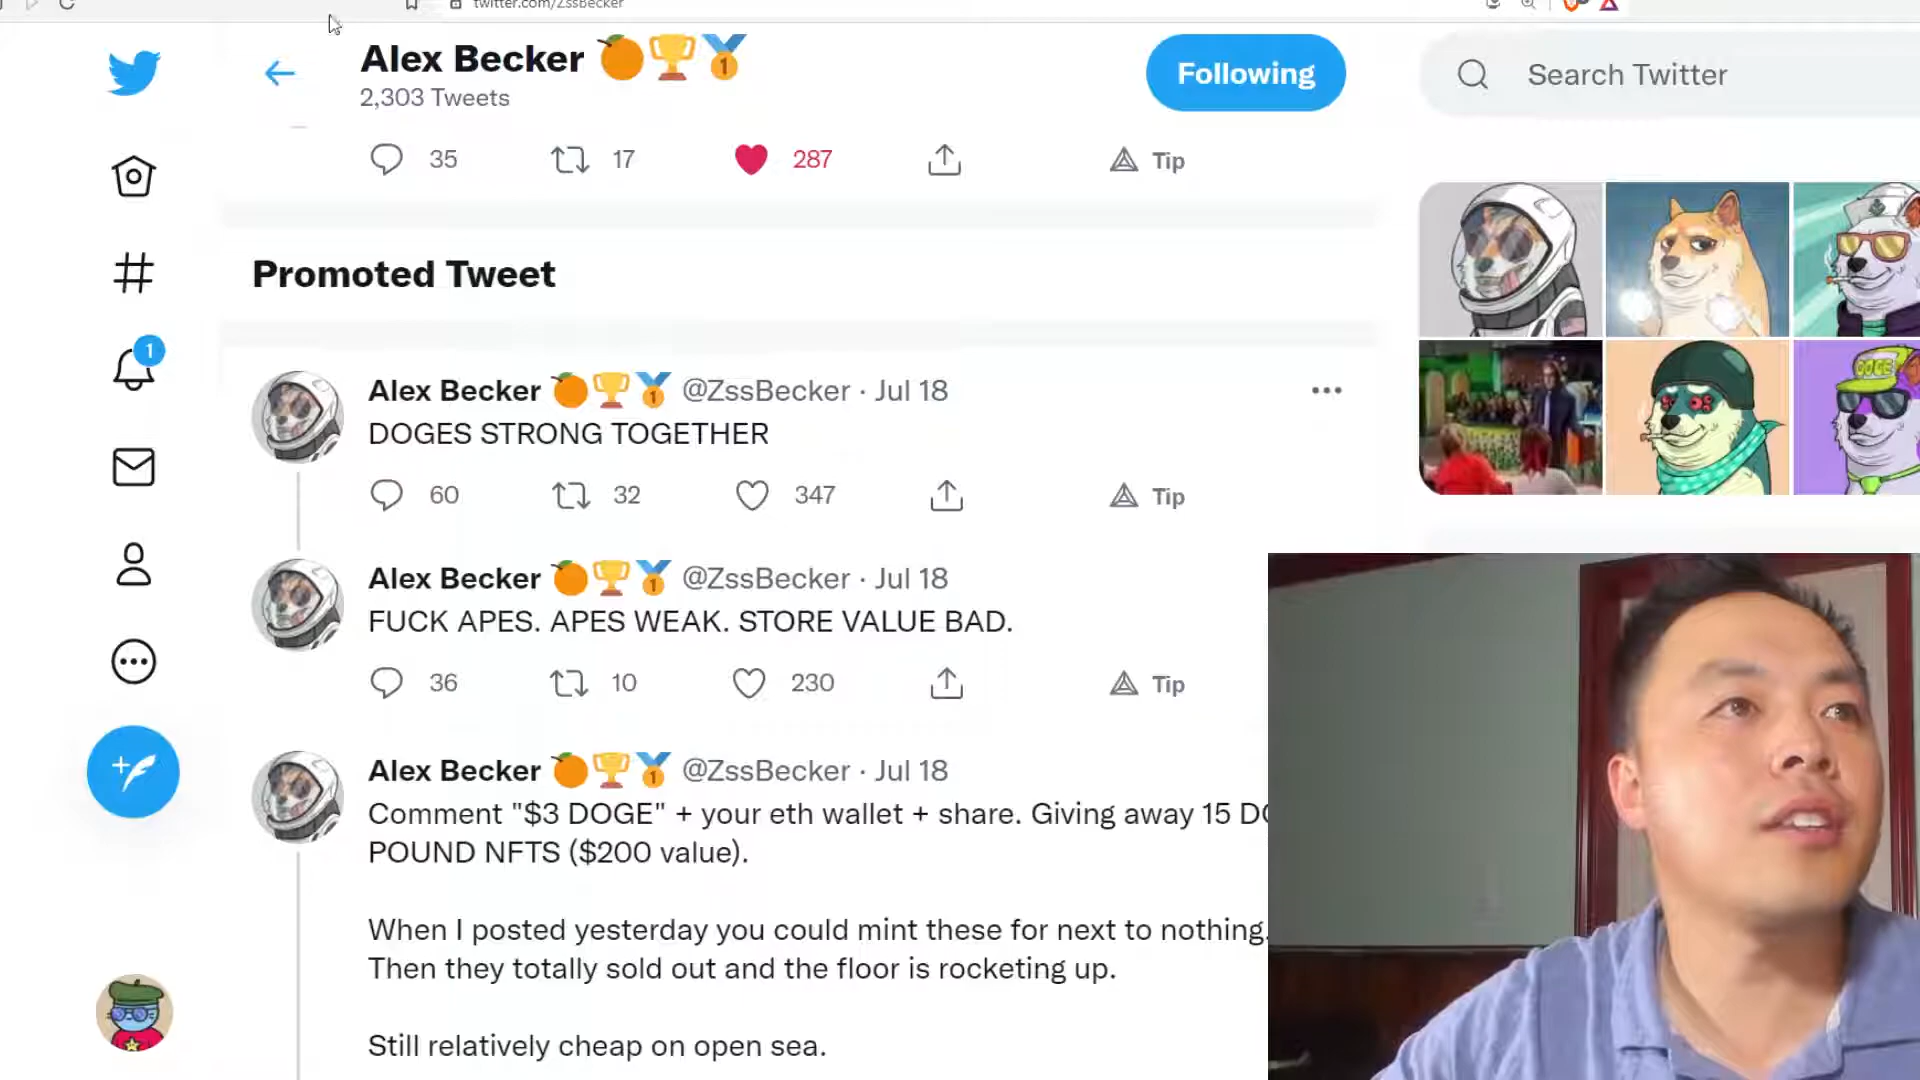 twitter.com/ZssBecker
Alex Becker
2,303 Tweets
Following
Search Twitter
35 17 287 Tip
Promoted Tweet
1
Alex Becker @ZssBecker · Jul 18
DOGES STRONG TOGETHER
60 32 347 Tip
Alex Becker @ZssBecker · Jul 18
FUCK APES. APES WEAK. STORE VALUE BAD.
36 10 230 Tip
Alex Becker @ZssBecker · Jul 18
Comment "$3 DOGE" + your eth wallet + share. Giving away 15
POUND NFTS ($200 value).
When I posted yesterday you could mint these for next to nothing.
Then they totally sold out and the floor is rocketing up.
Still relatively cheap on open sea.
DOGE